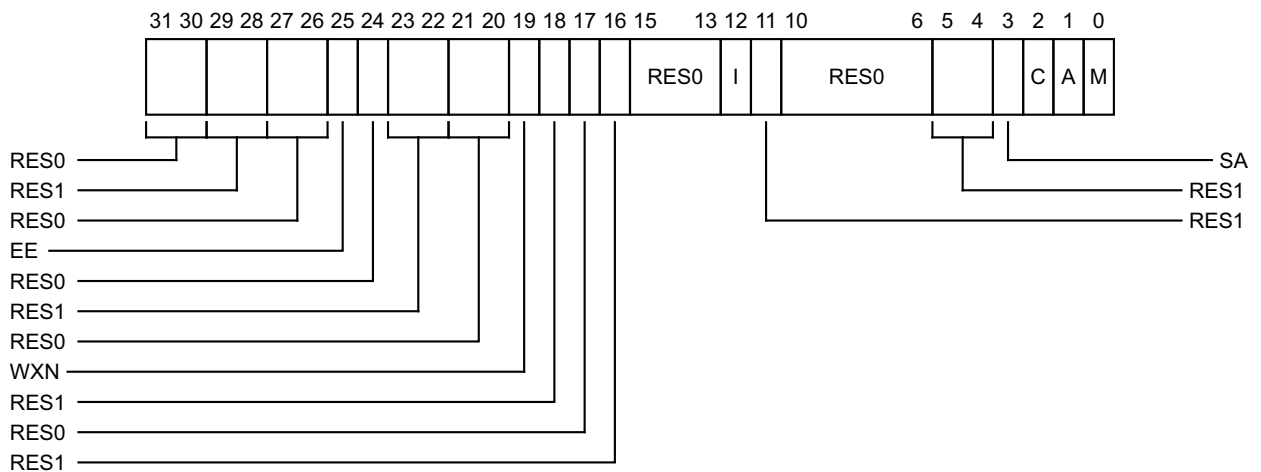 31 30 29 28 27 26 25 24 23 22 21 20 19 18 17 16 15 13 12 11 10 6 5 4 3 2 1 0
RES0 I RES0 C A M
RES0 SA
RES1 RES1
RES0 RES1
EE
RES0
RES1
RES0
WXN
RES1
RES0
RES1